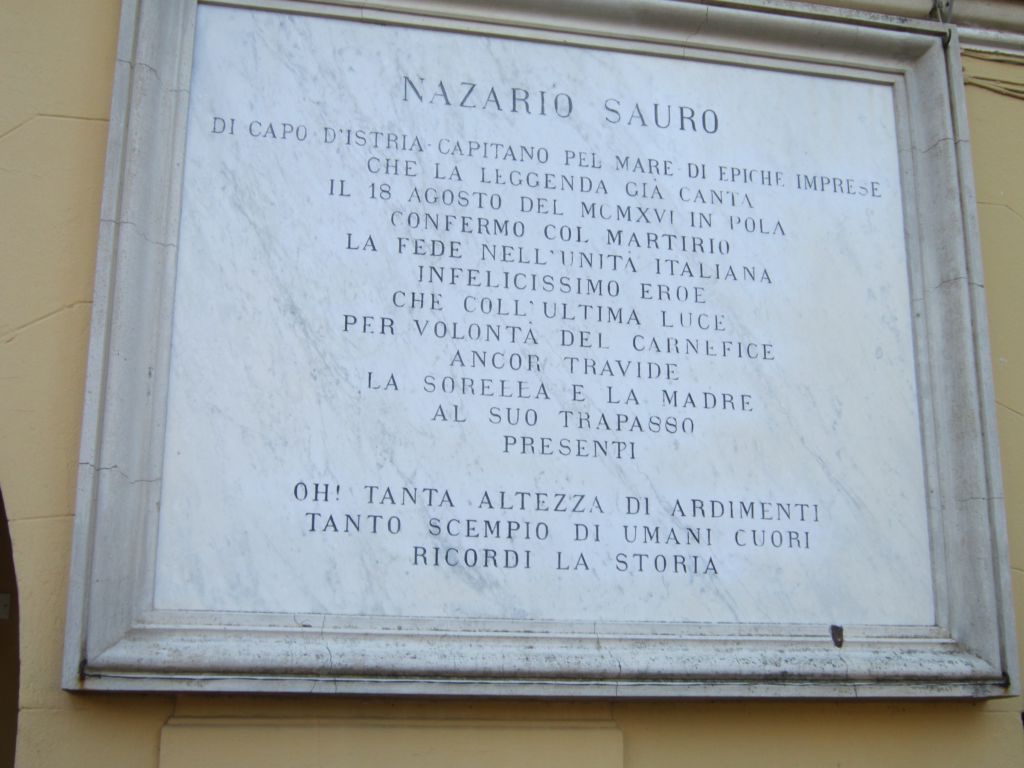 NAZARIO SAURO
DI CAPO D'ISTRIA · CAPITANO PEL MARE DI EPICHE IMPRESE
CHE LA LEGGENDA GIÀ CANTA
IL 18 AGOSTO DEL MCMXVI IN POLA
CONFERMO COL MARTIRIO
LA FEDE NELL'UNITÀ ITALIANA
INFELICISSIMO EROE
CHE COLL'ULTIMA LUCE
PER VOLONTÀ DEL CARNEFICE
ANCOR TRAVIDE
LA SORELLA E LA MADRE
AL SUO TRAPASSO
PRESENTI
OH! TANTA ALTEZZA DI ARDIMENTI
TANTO SCEMPIO DI UMANI CUORI
RICORDI LA STORIA